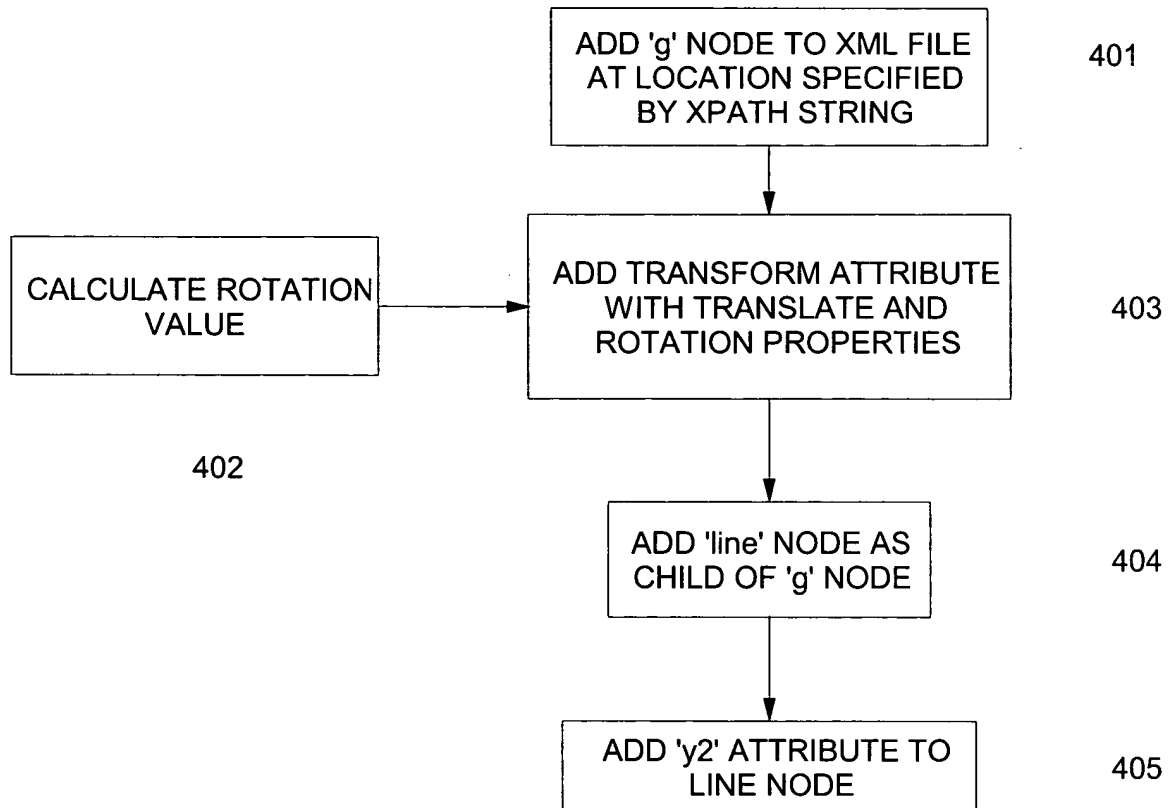 ADD 'g' NODE TO XML FILE
AT LOCATION SPECIFIED
BY XPATH STRING
401
CALCULATE ROTATION
VALUE
402
ADD TRANSFORM ATTRIBUTE
WITH TRANSLATE AND
ROTATION PROPERTIES
403
ADD 'line' NODE AS
CHILD OF 'g' NODE
404
ADD 'y2' ATTRIBUTE TO
LINE NODE
405